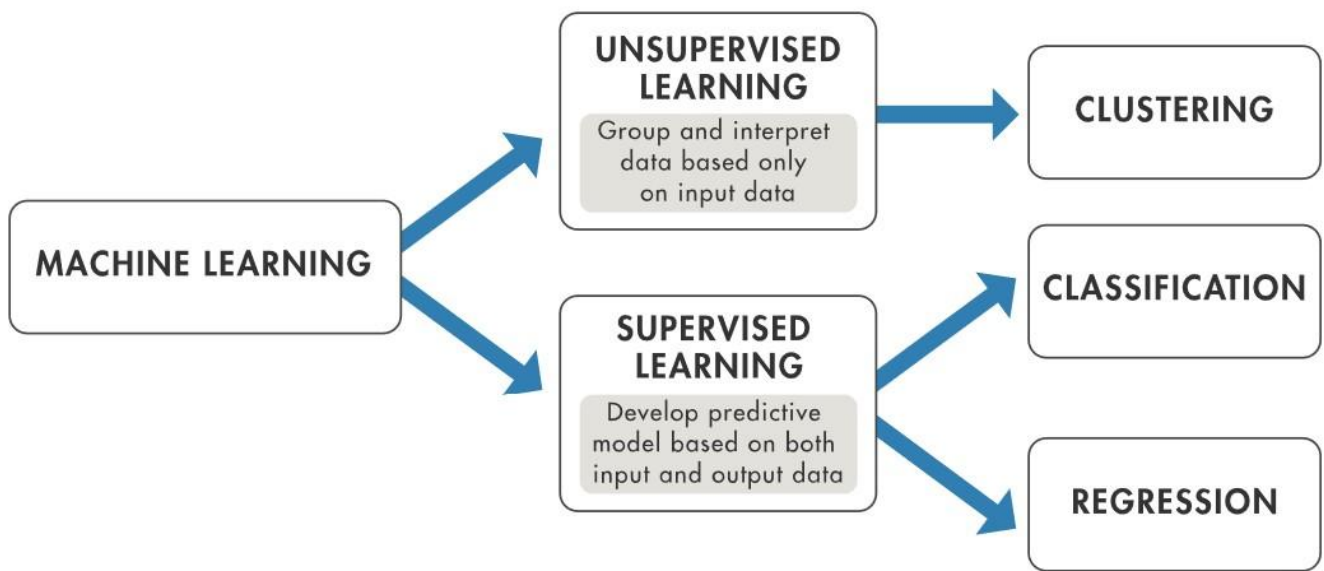 MACHINE LEARNING
UNSUPERVISED
LEARNING
Group and interpret
data based only
on input data
SUPERVISED
LEARNING
Develop predictive
model based on both
input and output data
CLUSTERING
CLASSIFICATION
REGRESSION